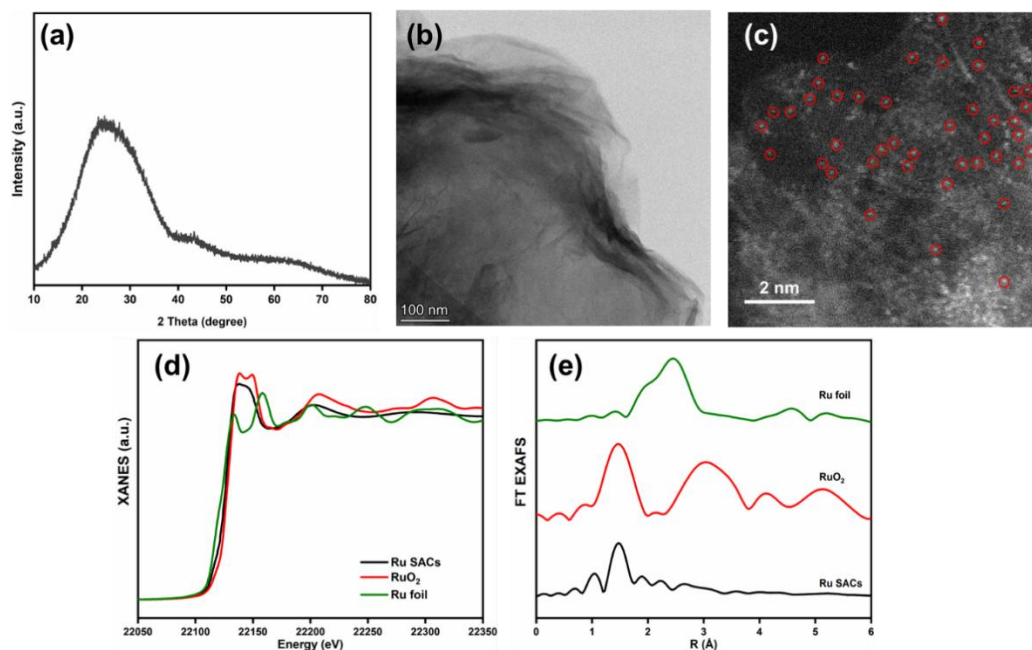 (a)
Intensity (a.u.)
10 20 30 40 50 60 70 80
2 Theta (degree)
(b)
100 nm
(c)
2 nm
(d)
XANES (a.u.)
Ru SACs
RuO₂
Ru foil
22050 22100 22150 22200 22250 22300 22350
Energy (eV)
(e)
FT EXAFS
Ru foil
RuO₂
Ru SACs
0 1 2 3 4 5 6
R (Å)